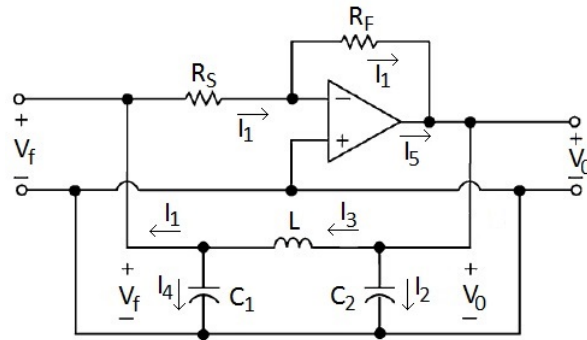 R_F
R_S
I_1
I_1
+
V_f
−
−
+
I_5
+
V_0
−
I_1
L
I_3
+
V_f
−
I_4
C_1
C_2
I_2
+
V_0
−